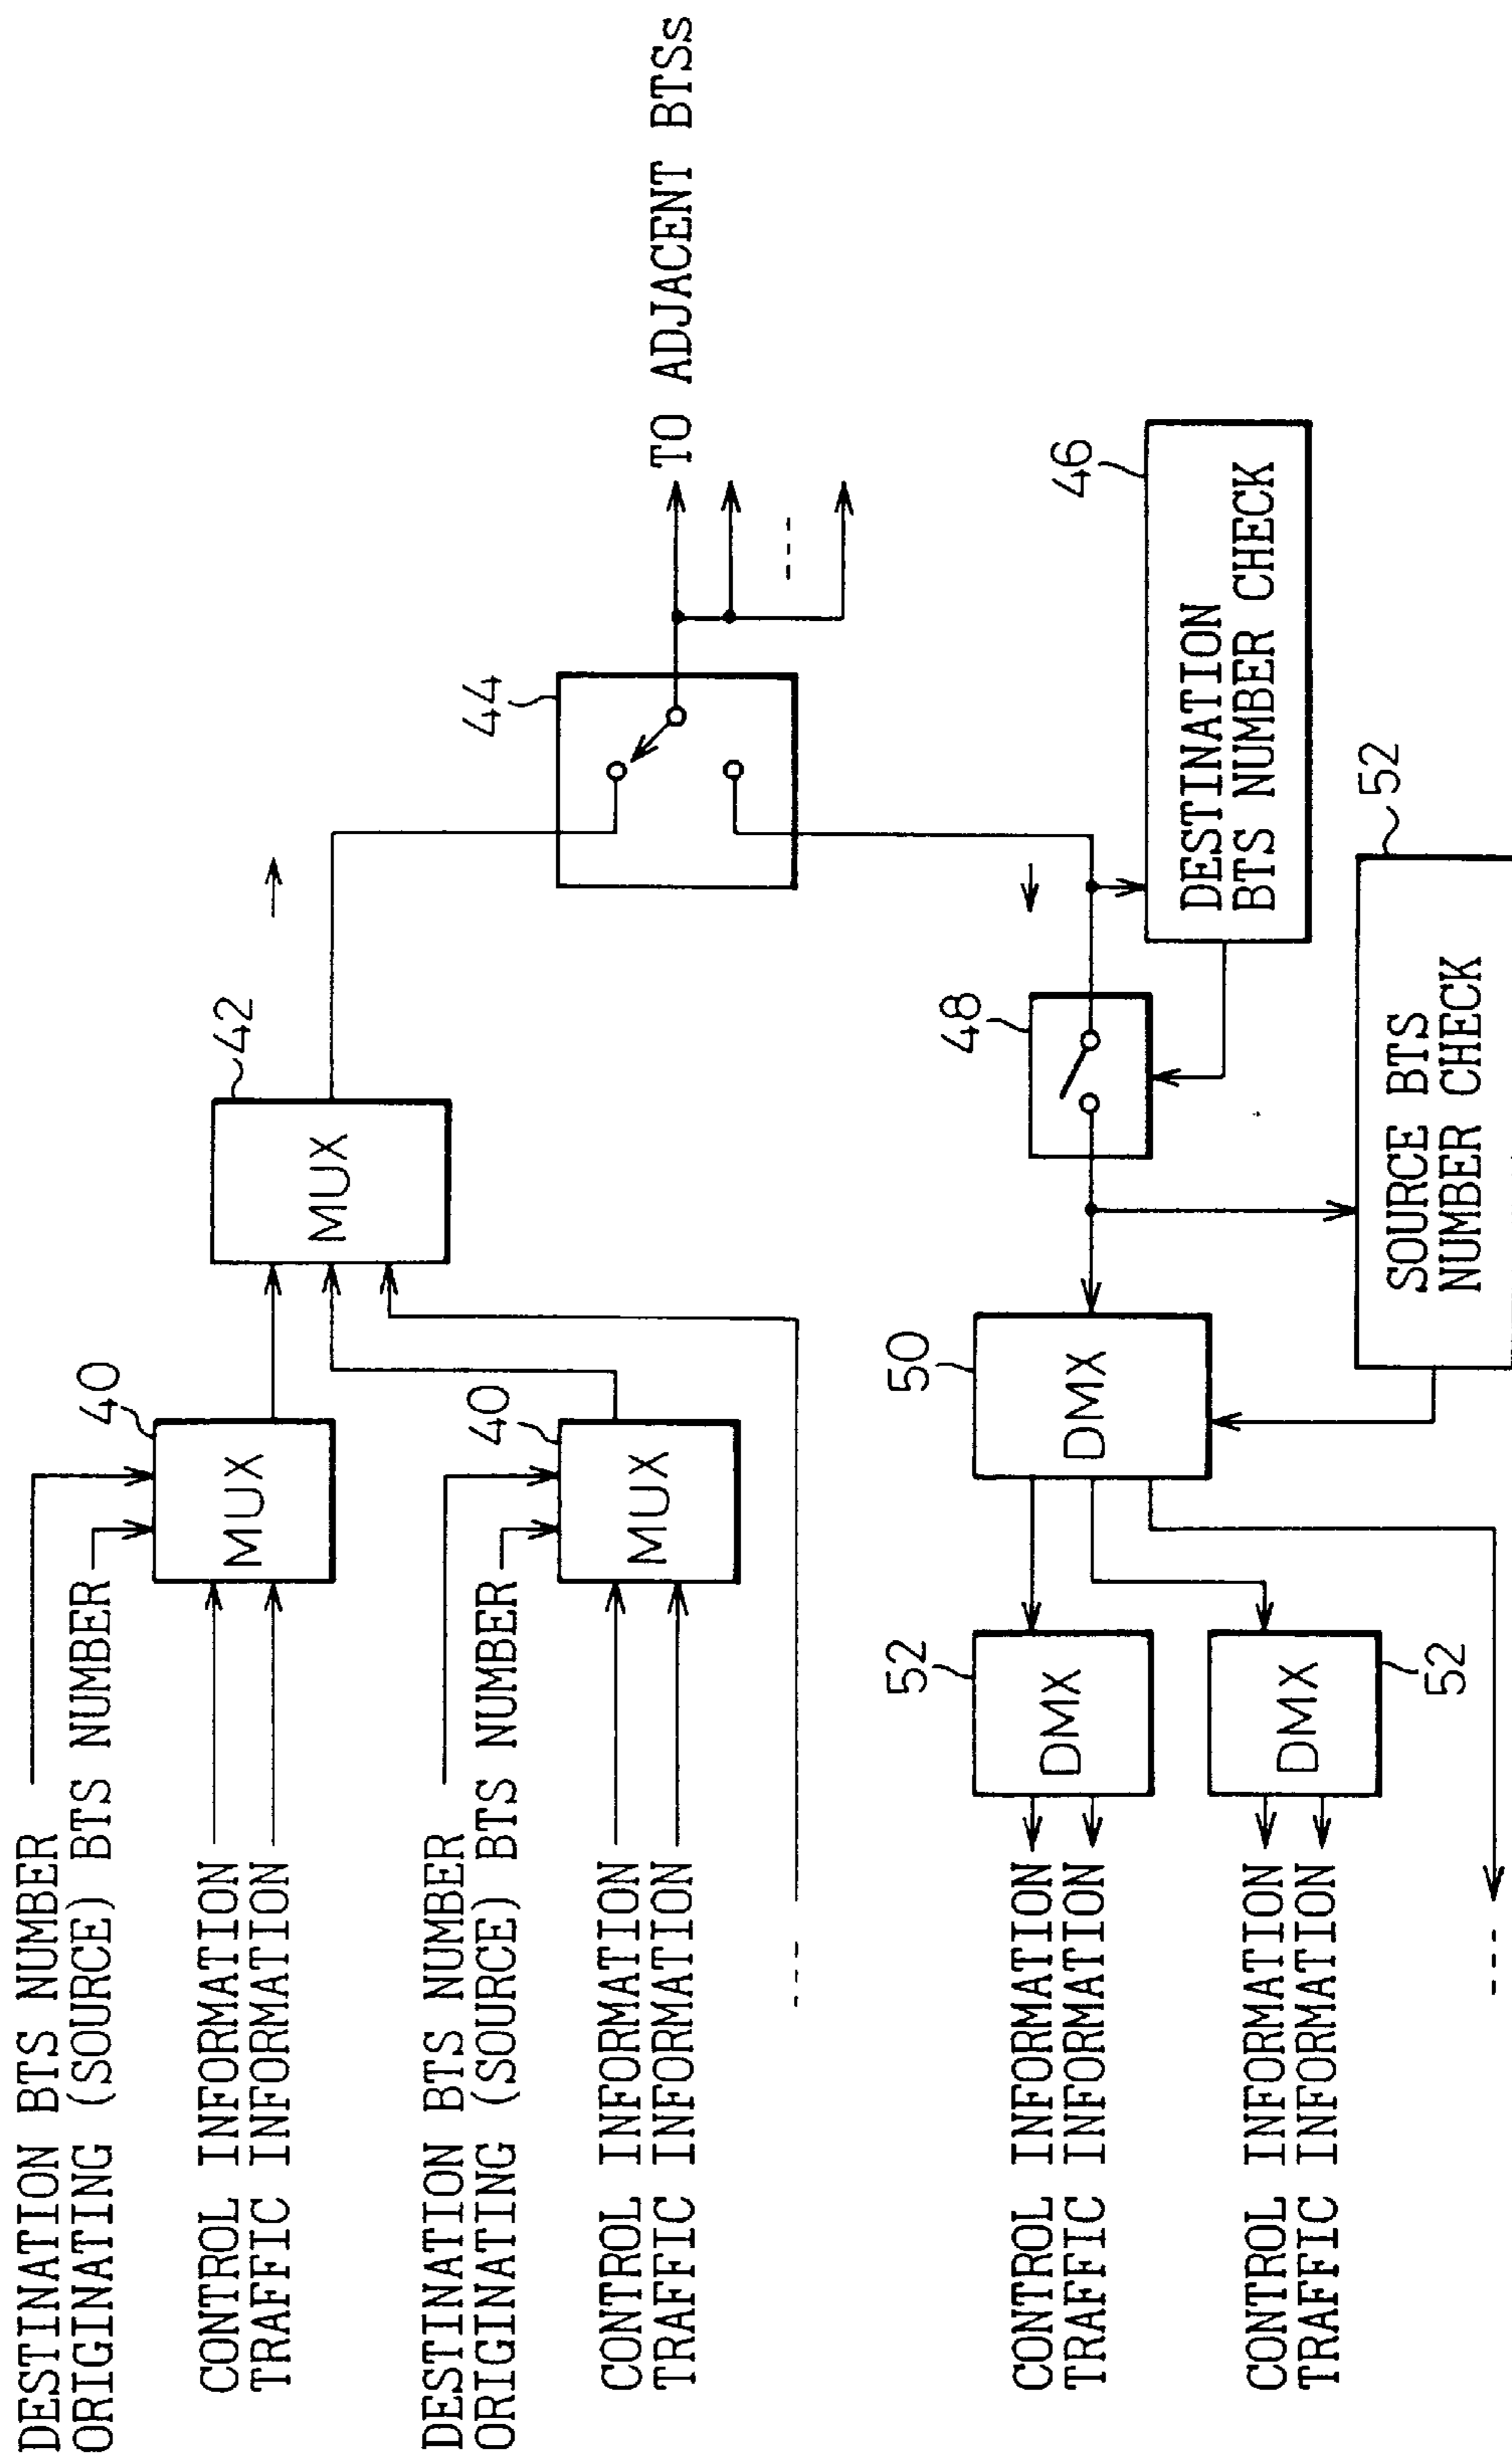 DESTINATION BTS NUMBER
ORIGINATING (SOURCE) BTS NUMBER
40
CONTROL INFORMATION
TRAFFIC INFORMATION
MUX
42
MUX
DESTINATION BTS NUMBER
ORIGINATING (SOURCE) BTS NUMBER
40
CONTROL INFORMATION
TRAFFIC INFORMATION
MUX
44
TO ADJACENT BTSs
CONTROL INFORMATION
TRAFFIC INFORMATION
52
DMX
50
DMX
48
46
DESTINATION
BTS NUMBER CHECK
CONTROL INFORMATION
TRAFFIC INFORMATION
DMX
52
SOURCE BTS
NUMBER CHECK
52